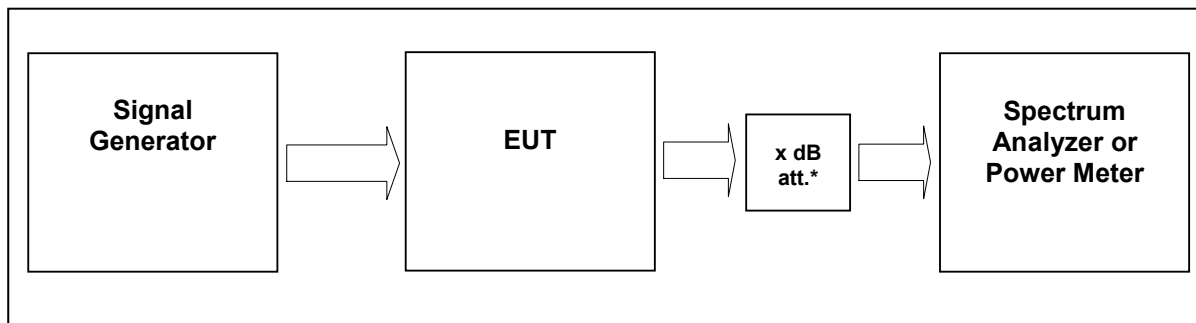 Signal
Generator
EUT
x dB
att.*
Spectrum
Analyzer or
Power Meter